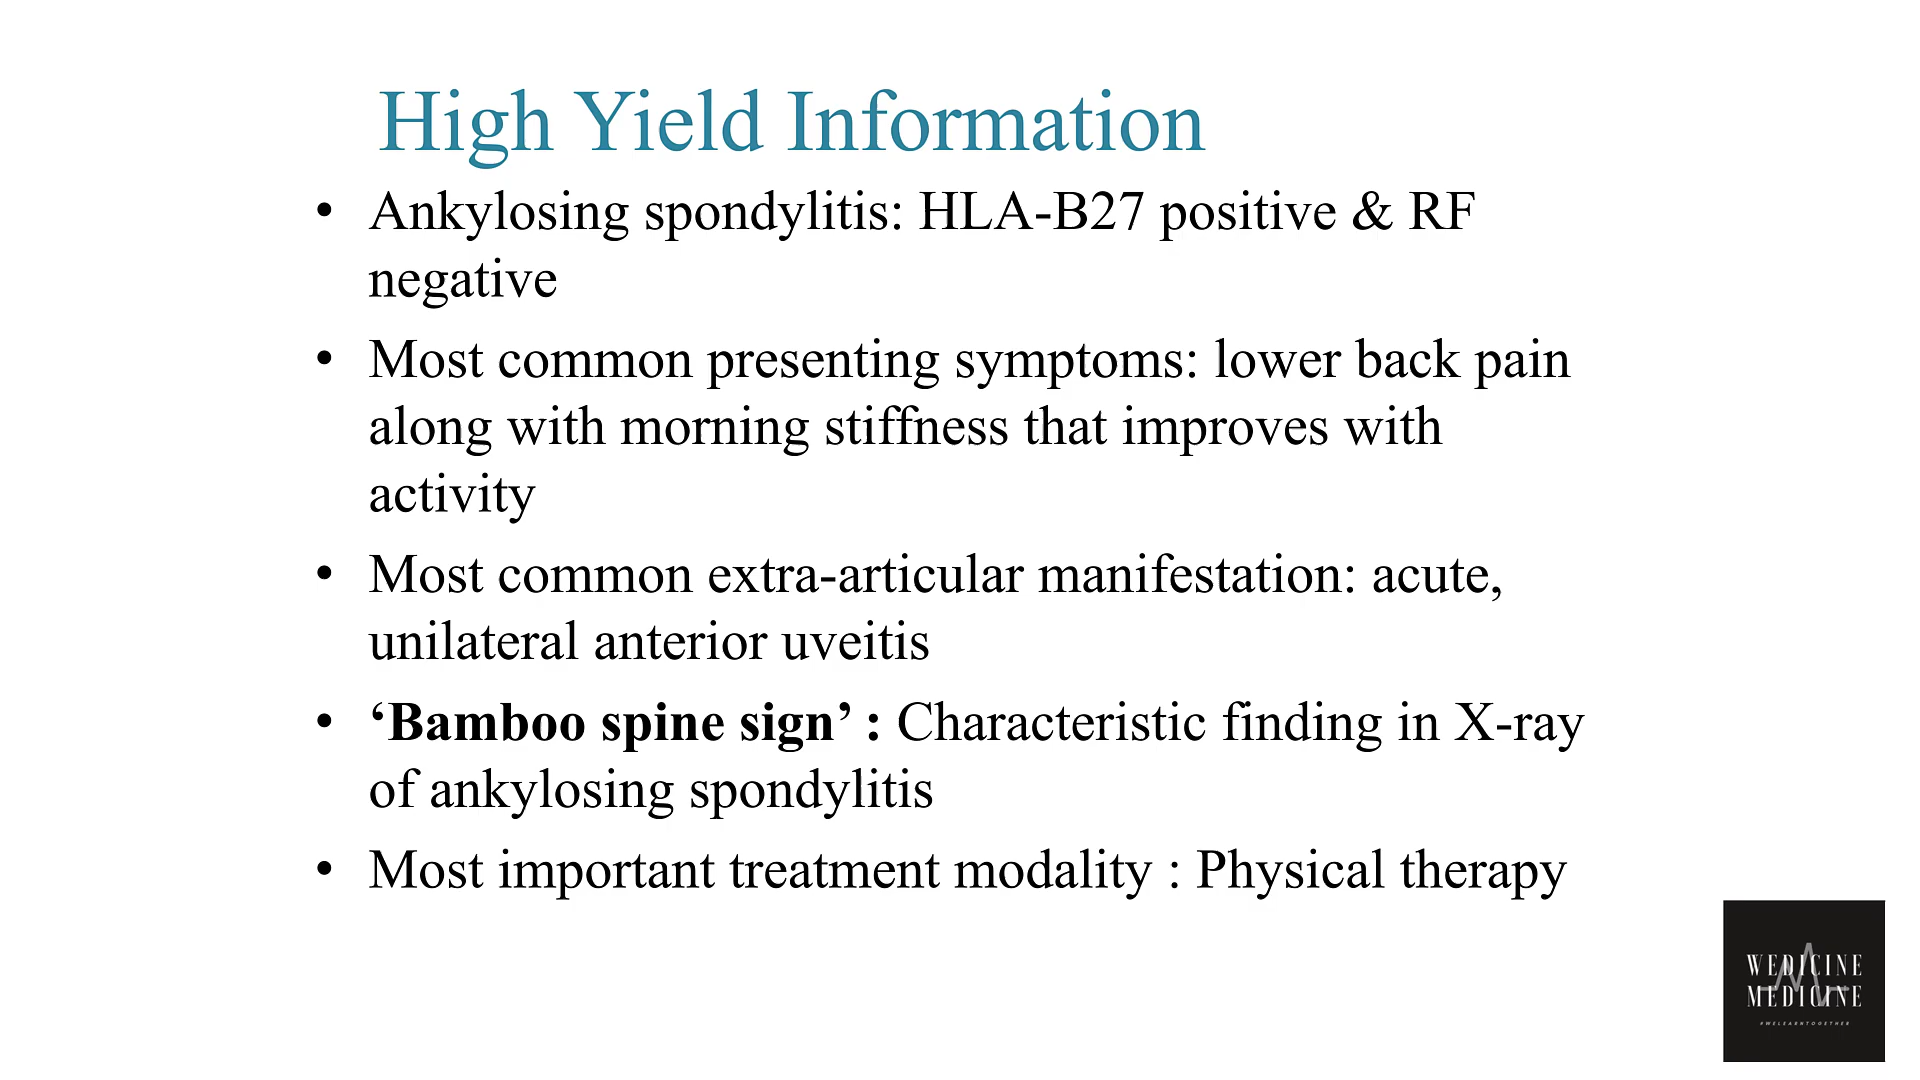 High Yield Information
• Ankylosing spondylitis: HLA-B27 positive & RF
negative
• Most common presenting symptoms: lower back pain
along with morning stiffness that improves with
activity
• Most common extra-articular manifestation: acute,
unilateral anterior uveitis
• ‘Bamboo spine sign’ : Characteristic finding in X-ray
of ankylosing spondylitis
• Most important treatment modality : Physical therapy
WEDICINE
MEDICINE
#WELEARNTOGETHER